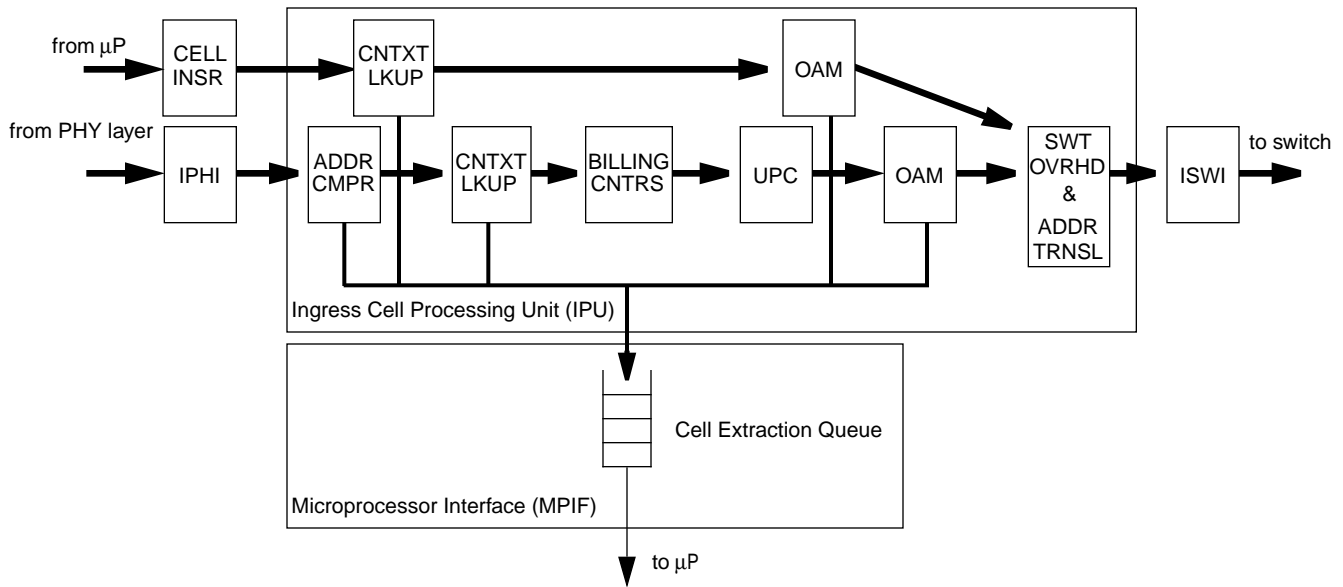 from µP
CELL
INSR
CNTXT
LKUP
OAM
from PHY layer
IPHI
ADDR
CMPR
CNTXT
LKUP
BILLING
CNTRS
UPC
OAM
SWT
OVRHD
&
ADDR
TRNSL
ISWI
to switch
Ingress Cell Processing Unit (IPU)
Cell Extraction Queue
Microprocessor Interface (MPIF)
to µP